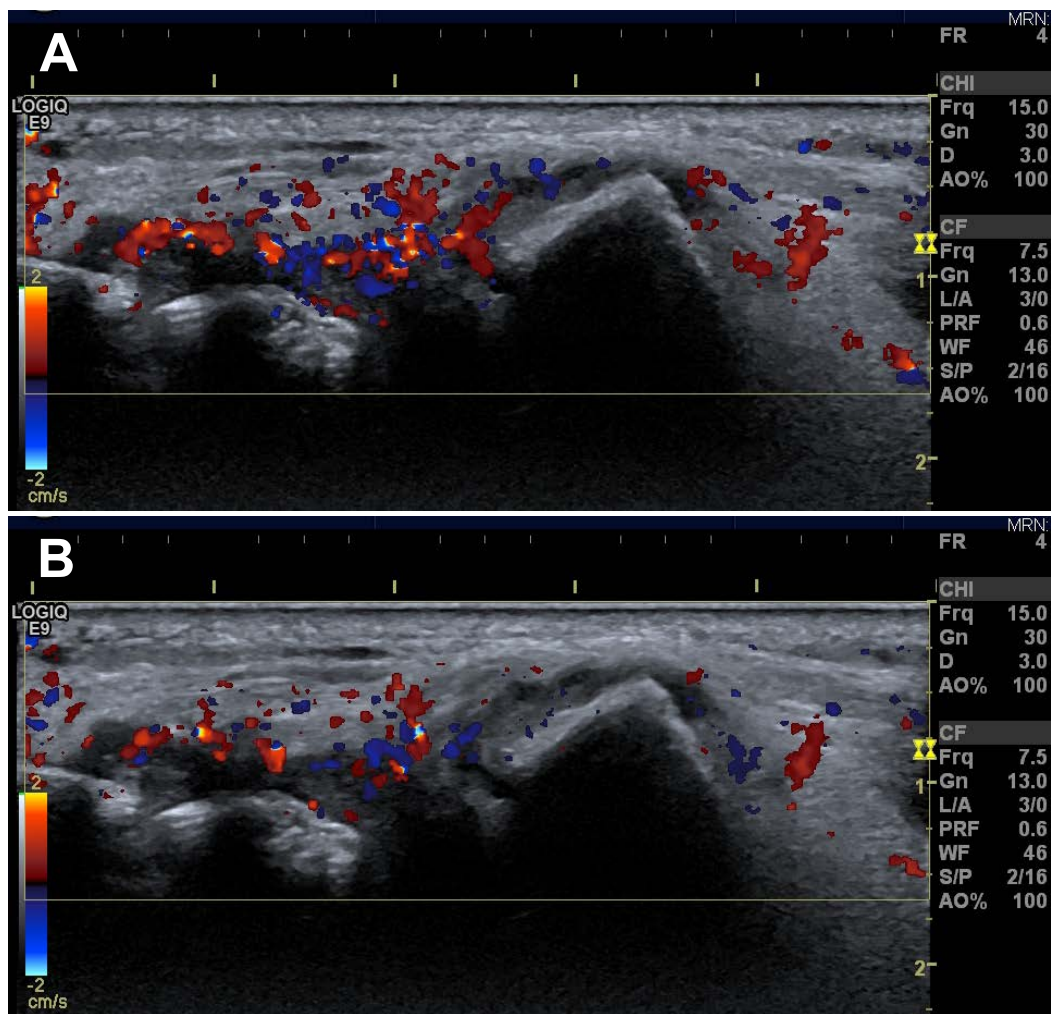 A
MRN:
FR 4
CHI
Frq 15.0
Gn 30
D 3.0
AO% 100
CF
Frq 7.5
Gn 13.0
L/A 3/0
PRF 0.6
WF 46
S/P 2/16
AO% 100
LOGIQ
E9
1
2
2
-2
cm/s
B
MRN:
FR 4
CHI
Frq 15.0
Gn 30
D 3.0
AO% 100
CF
Frq 7.5
Gn 13.0
L/A 3/0
PRF 0.6
WF 46
S/P 2/16
AO% 100
LOGIQ
E9
1
2
2
-2
cm/s